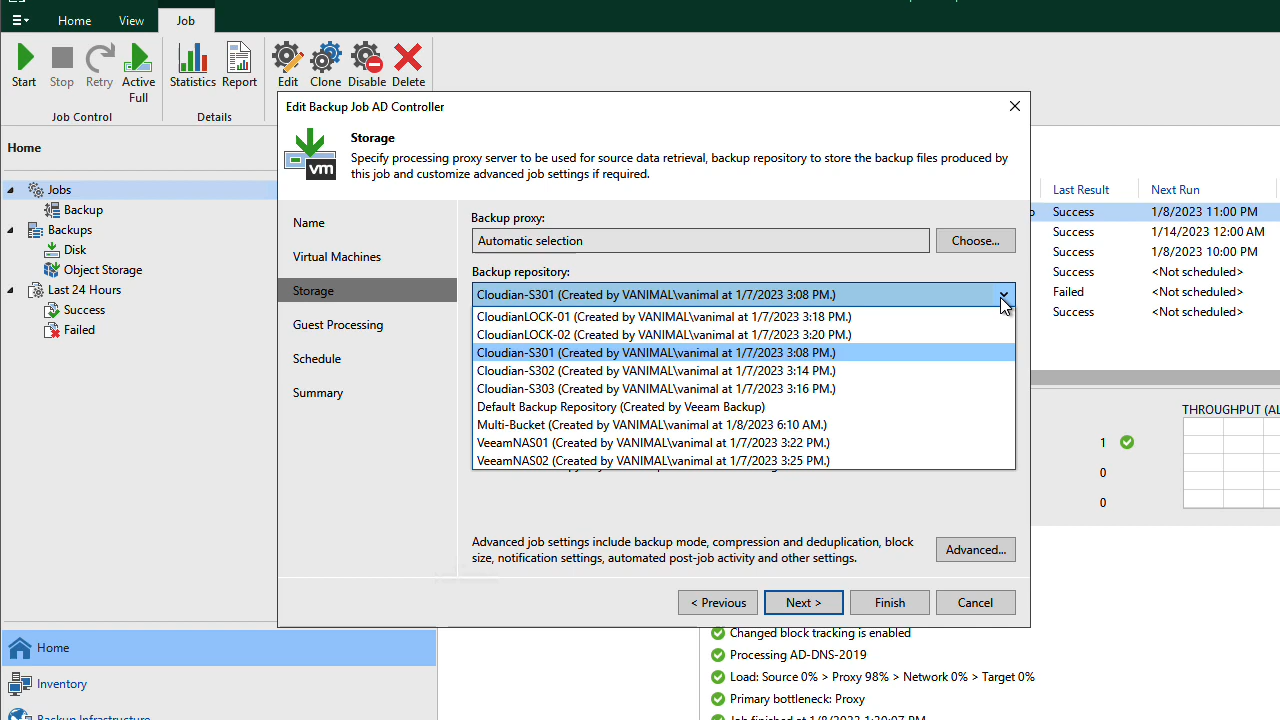 Home
View
Job
Start
Stop
Retry
Active
Full
Statistics
Report
Edit
Clone
Disable
Delete
Job Control
Details
Home
Jobs
Backup
Backups
Disk
Object Storage
Last 24 Hours
Success
Failed
Edit Backup Job AD Controller
vm
Storage
Specify processing proxy server to be used for source data retrieval, backup repository to store the backup files produced by
this job and customize advanced job settings if required.
Name
Virtual Machines
Storage
Guest Processing
Schedule
Summary
Backup proxy:
Automatic selection
Choose...
Backup repository:
Cloudian-S301 (Created by VANIMAL\vanimal at 1/7/2023 3:08 PM.)
CloudianLOCK-01 (Created by VANIMAL\vanimal at 1/7/2023 3:18 PM.)
CloudianLOCK-02 (Created by VANIMAL\vanimal at 1/7/2023 3:20 PM.)
Cloudian-S301 (Created by VANIMAL\vanimal at 1/7/2023 3:08 PM.)
Cloudian-S302 (Created by VANIMAL\vanimal at 1/7/2023 3:14 PM.)
Cloudian-S303 (Created by VANIMAL\vanimal at 1/7/2023 3:16 PM.)
Default Backup Repository (Created by Veeam Backup)
Multi-Bucket (Created by VANIMAL\vanimal at 1/8/2023 6:10 AM.)
VeeamNAS01 (Created by VANIMAL\vanimal at 1/7/2023 3:22 PM.)
VeeamNAS02 (Created by VANIMAL\vanimal at 1/7/2023 3:25 PM.)
Advanced job settings include backup mode, compression and deduplication, block
size, notification settings, automated post-job activity and other settings.
Advanced...
< Previous
Next >
Finish
Cancel
Last Result
Next Run
Success
1/8/2023 11:00 PM
Success
1/14/2023 12:00 AM
Success
1/8/2023 10:00 PM
Success
<Not scheduled>
Failed
<Not scheduled>
Success
<Not scheduled>
THROUGHPUT (AL
1
0
0
Home
Inventory
Backup Infrastructure
Changed block tracking is enabled
Processing AD-DNS-2019
Load: Source 0% > Proxy 98% > Network 0% > Target 0%
Primary bottleneck: Proxy
Job finished at 1/8/2023 1:30:07 PM